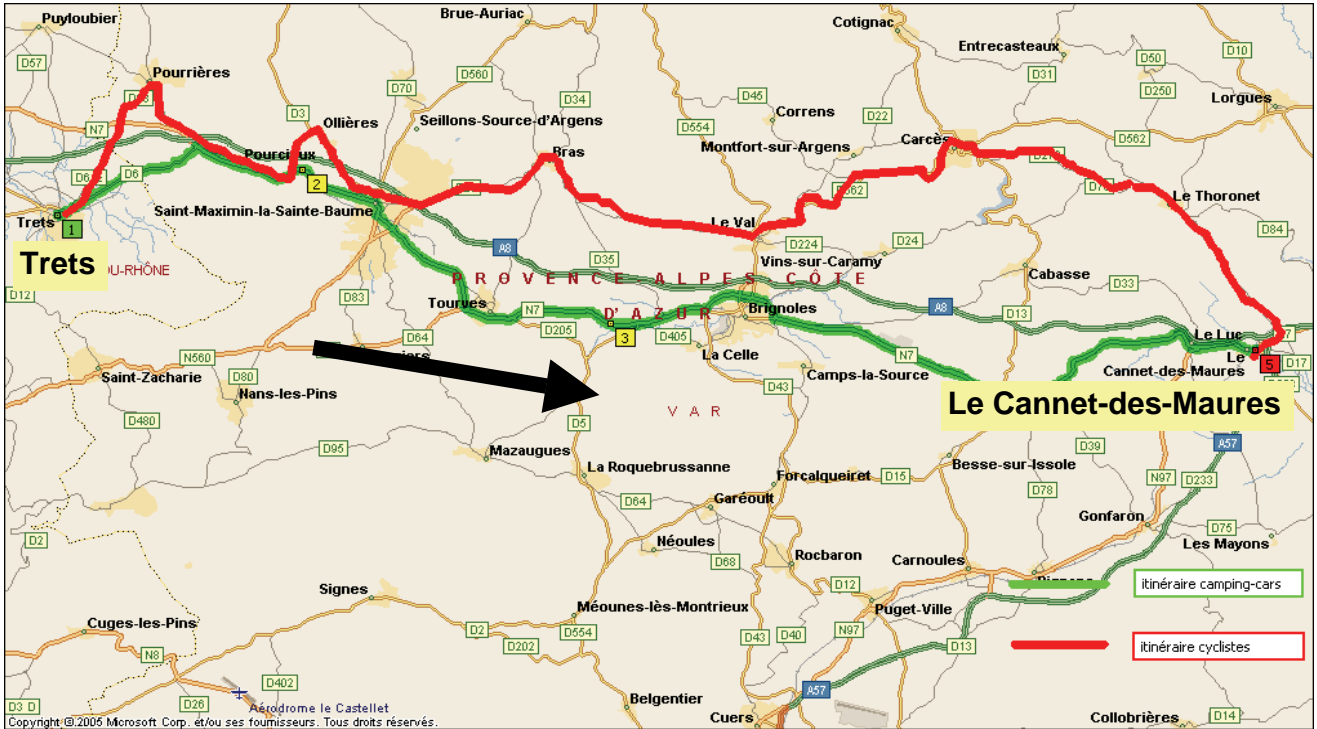 Puyloubier
Brue-Auriac
Cotignac
Entrecasteaux
D57
D560
D31
D50
D10
Pourrières
D70
D250
D45
D34
Correns
D22
Lorgues
D3
Ollières
Seillons-Source-d'Argens
N7
D554
Carcès
D562
Pourcioux
Bras
Montfort-sur-Argens
D6
2
D562
Le Thoronet
Saint-Maximin-la-Sainte-Baume
Trets
1
Le Val
D84
A8
D224
D24
Trets
DU-RHÔNE
D35
Vins-sur-Caramy
PROVENCE-ALPES CÔTE
D'AZUR
Cabasse
D33
D12
D83
Tourves
N7
A8
D13
Brignoles
D205
3
D405
Le Luc
D64
La Celle
N7
Le
Cannet-des-Maures
5
D17
N560
Saint-Zacharie
D80
Camps-la-Source
Nans-les-Pins
D43
Le Cannet-des-Maures
VAR
D480
D5
A57
D95
Mazaugues
D39
Besse-sur-Issole
La Roquebrussanne
Forcalqueiret
D15
N97
D233
D64
D78
Garéoult
Gonfaron
D75
D2
Néoules
Les Mayons
D68
Rocbaron
Carnoules
itinéraire camping-cars
Signes
D12
Méounes-lès-Montrieux
Puget-Ville
Cuges-les-Pins
D2
D554
D43
D40
N97
D202
D13
itinéraire cyclistes
N8
D402
A57
D3 D
D26
Aérodrome le Castellet
Belgentier
Cuers
Collobrières
D14
Copyright © 2005 Microsoft Corp. et/ou ses fournisseurs. Tous droits réservés.